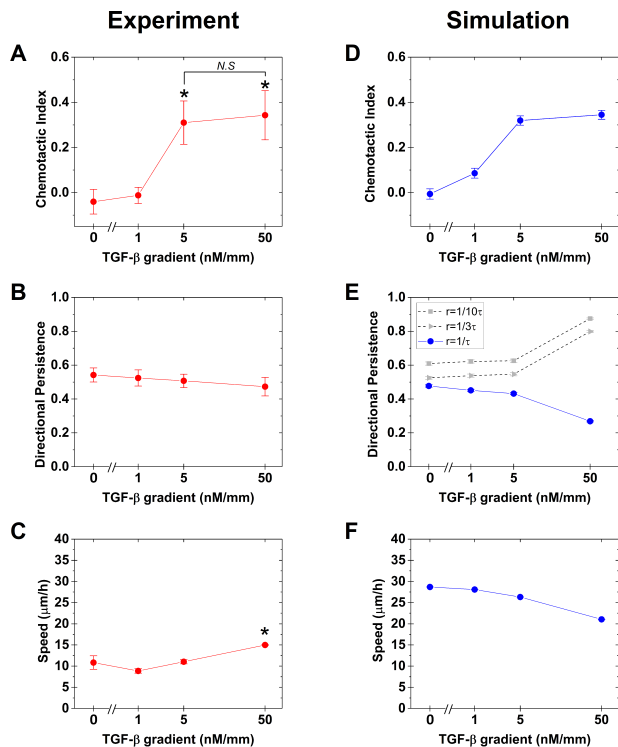 Experiment
Simulation
A
N.S
*
*
Chemotactic Index
0.6
0.4
0.2
0.0
0
1
5
50
TGF-β gradient (nM/mm)
D
Chemotactic Index
0.6
0.4
0.2
0.0
0
1
5
50
TGF-β gradient (nM/mm)
B
Directional Persistence
1.0
0.8
0.6
0.4
0.2
0.0
0
1
5
50
TGF-β gradient (nM/mm)
E
Directional Persistence
1.0
0.8
0.6
0.4
0.2
0.0
r=1/10τ
r=1/3τ
r=1/τ
0
1
5
50
TGF-β gradient (nM/mm)
C
Speed (μm/h)
40
35
30
25
20
15
10
5
0
*
0
1
5
50
TGF-β gradient (nM/mm)
F
Speed (μm/h)
40
35
30
25
20
15
10
5
0
0
1
5
50
TGF-β gradient (nM/mm)